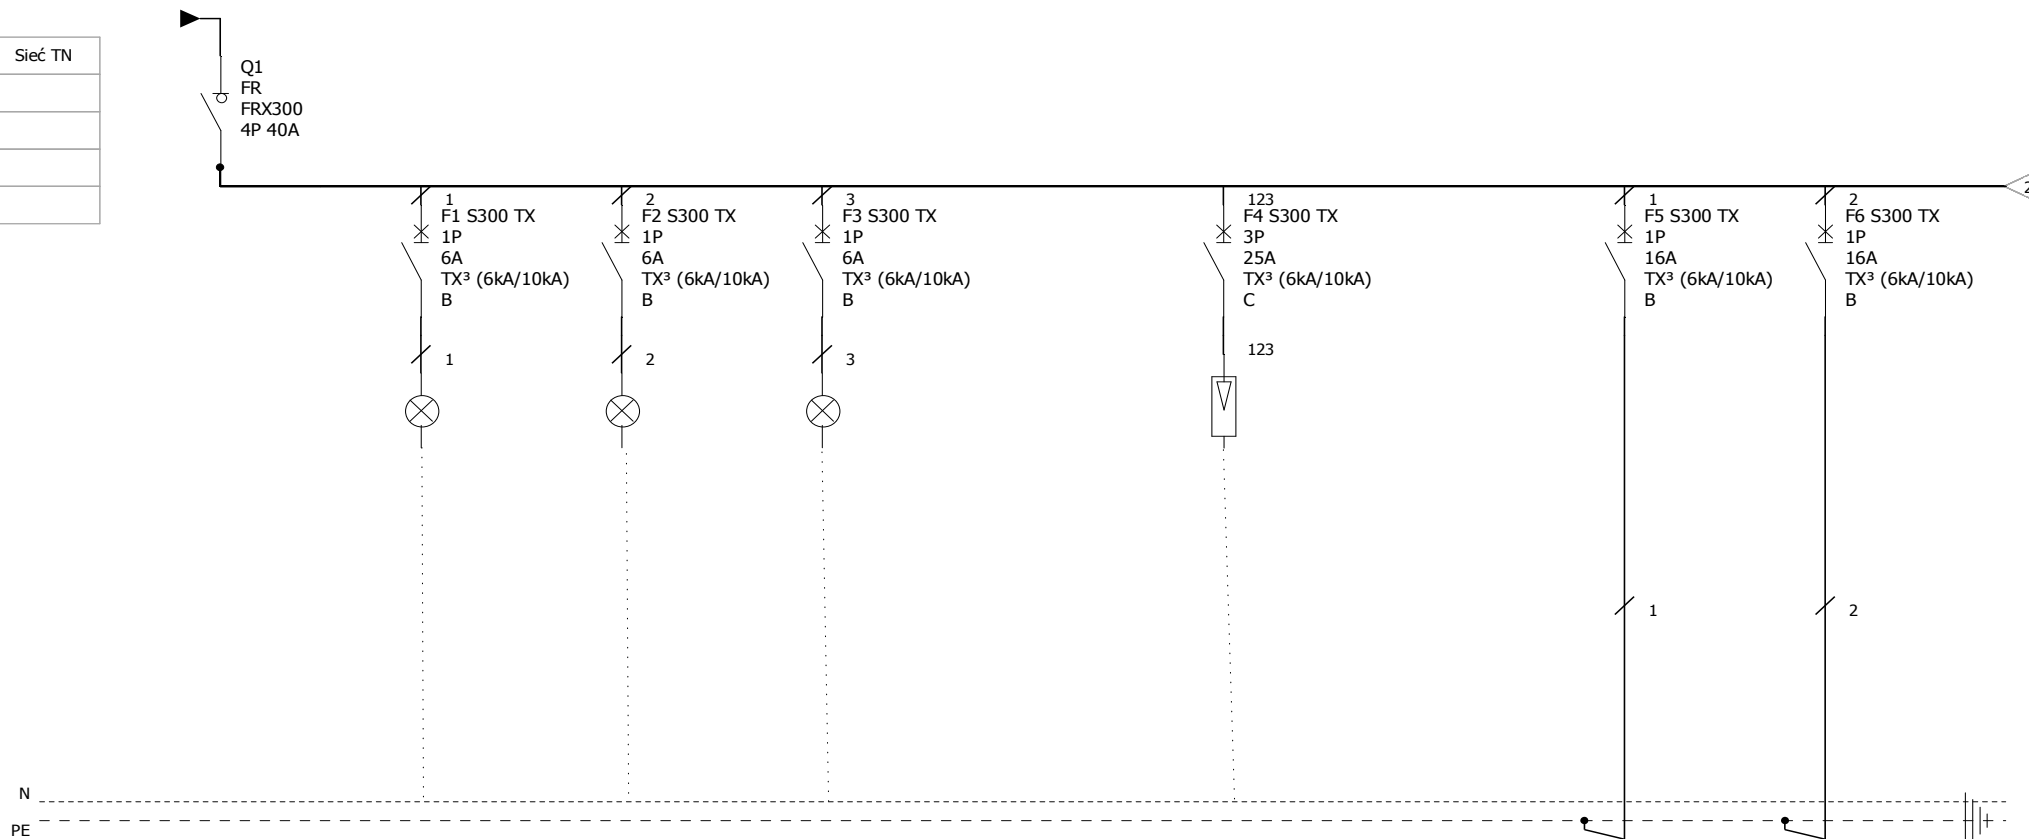 Sieć TN
Q1
FR
FRX300
4P 40A
1
F1 S300 TX
1P
6A
TX³ (6kA/10kA)
B
1
2
F2 S300 TX
1P
6A
TX³ (6kA/10kA)
B
2
3
F3 S300 TX
1P
6A
TX³ (6kA/10kA)
B
3
123
F4 S300 TX
3P
25A
TX³ (6kA/10kA)
C
123
1
F5 S300 TX
1P
16A
TX³ (6kA/10kA)
B
1
2
F6 S300 TX
1P
16A
TX³ (6kA/10kA)
B
2
2
N
PE